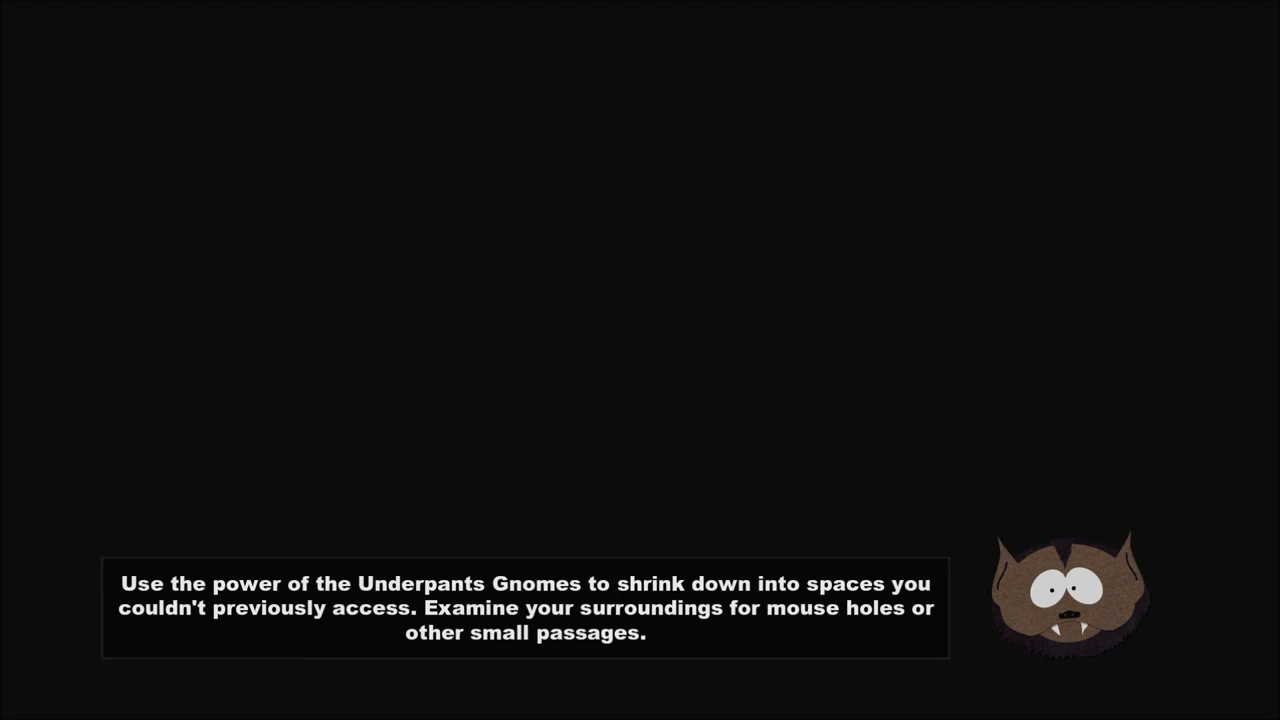 Use the power of the Underpants Gnomes to shrink down into spaces you
couldn't previously access. Examine your surroundings for mouse holes or
other small passages.